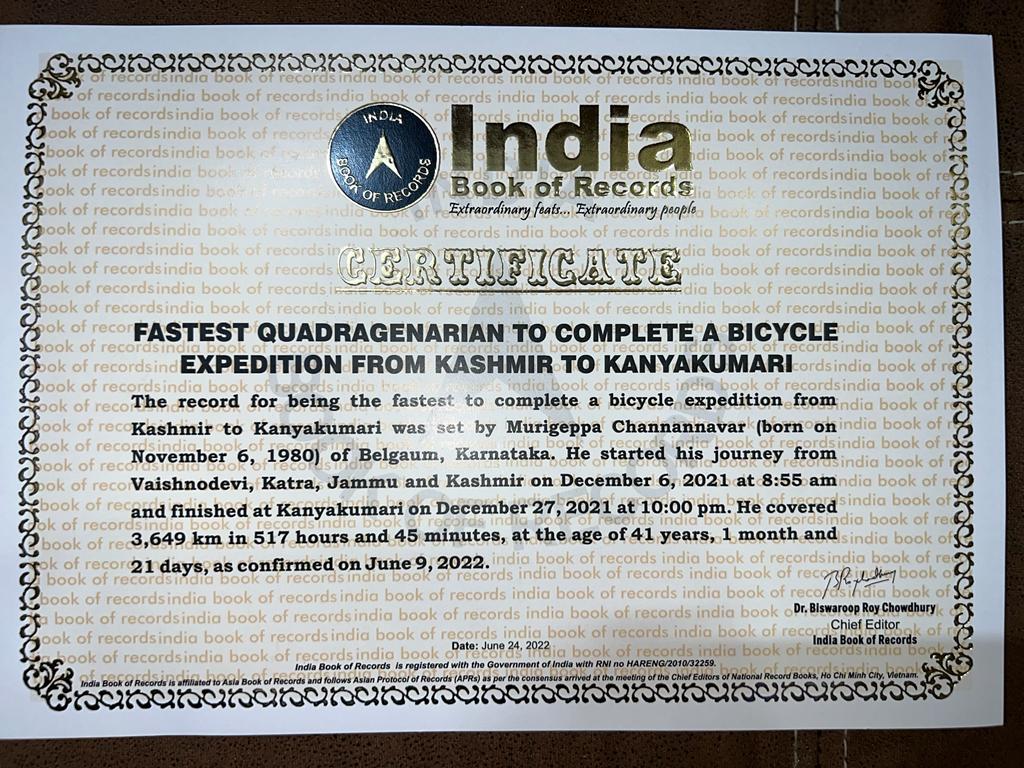 INDIA
BOOK OF RECORDS
India
Book of Records
Extraordinary feats... Extraordinary people
CERTIFICATE
FASTEST QUADRAGENARIAN TO COMPLETE A BICYCLE
EXPEDITION FROM KASHMIR TO KANYAKUMARI
The record for being the fastest to complete a bicycle expedition from
Kashmir to Kanyakumari was set by Murigeppa Channannavar (born on
November 6, 1980) of Belgaum, Karnataka. He started his journey from
Vaishnodevi, Katra, Jammu and Kashmir on December 6, 2021 at 8:55 am
and finished at Kanyakumari on December 27, 2021 at 10:00 pm. He covered
3,649 km in 517 hours and 45 minutes, at the age of 41 years, 1 month and
21 days, as confirmed on June 9, 2022.
Dr. Biswaroop Roy Chowdhury
Chief Editor
India Book of Records
Date: June 24, 2022
India Book of Records is registered with the Government of India with RNI no HARENG/2010/32259.
India Book of Records is affiliated to Asia Book of Records and follows Asian Protocol of Records (APRs) as per the consensus arrived at the meeting of the Chief Editors of National Record Books, Ho Chi Minh City, Vietnam.